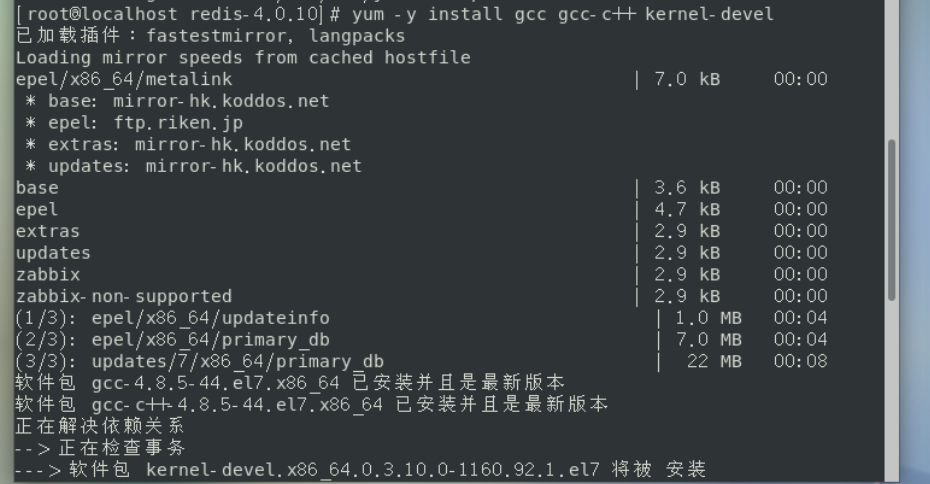 [root@localhost redis-4.0.10]# yum -y install gcc gcc-c++ kernel-devel
已加载插件：fastestmirror, langpacks
Loading mirror speeds from cached hostfile
epel/x86_64/metalink | 7.0 kB 00:00
* base: mirror-hk.koddos.net
* epel: ftp.riken.jp
* extras: mirror-hk.koddos.net
* updates: mirror-hk.koddos.net
base | 3.6 kB 00:00
epel | 4.7 kB 00:00
extras | 2.9 kB 00:00
updates | 2.9 kB 00:00
zabbix | 2.9 kB 00:00
zabbix-non-supported | 2.9 kB 00:00
(1/3): epel/x86_64/updateinfo | 1.0 MB 00:04
(2/3): epel/x86_64/primary_db | 7.0 MB 00:04
(3/3): updates/7/x86_64/primary_db | 22 MB 00:08
软件包 gcc-4.8.5-44.el7.x86_64 已安装并且是最新版本
软件包 gcc-c++-4.8.5-44.el7.x86_64 已安装并且是最新版本
正在解决依赖关系
--> 正在检查事务
---> 软件包 kernel-devel.x86_64.0.3.10.0-1160.92.1.el7 将被 安装